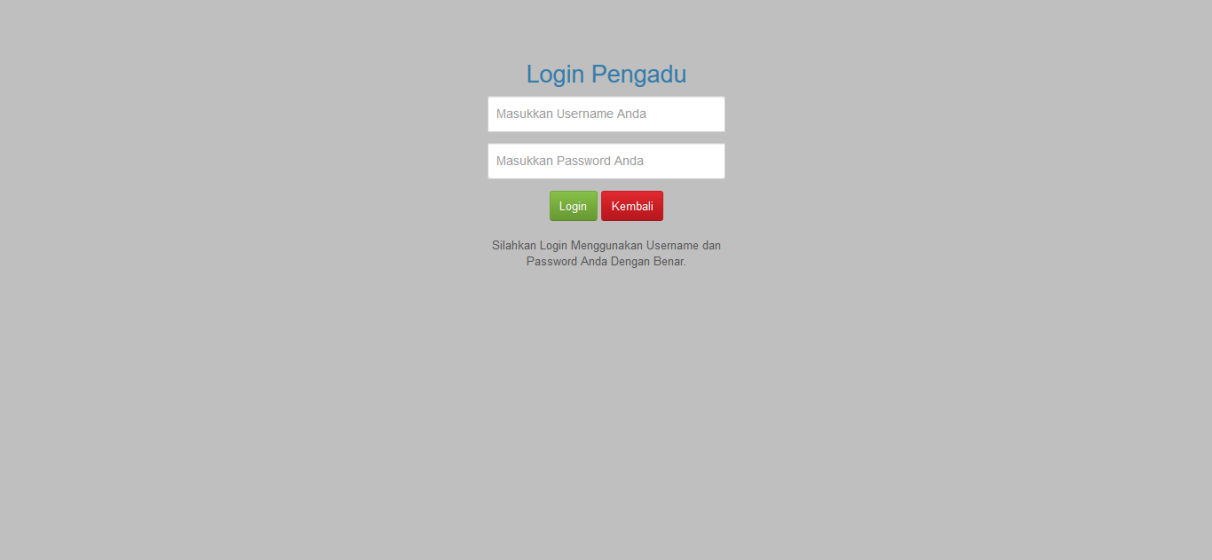 Login Pengadu
Masukkan Username Anda
Masukkan Password Anda
Login Kembali
Silahkan Login Menggunakan Username dan
Password Anda Dengan Benar.